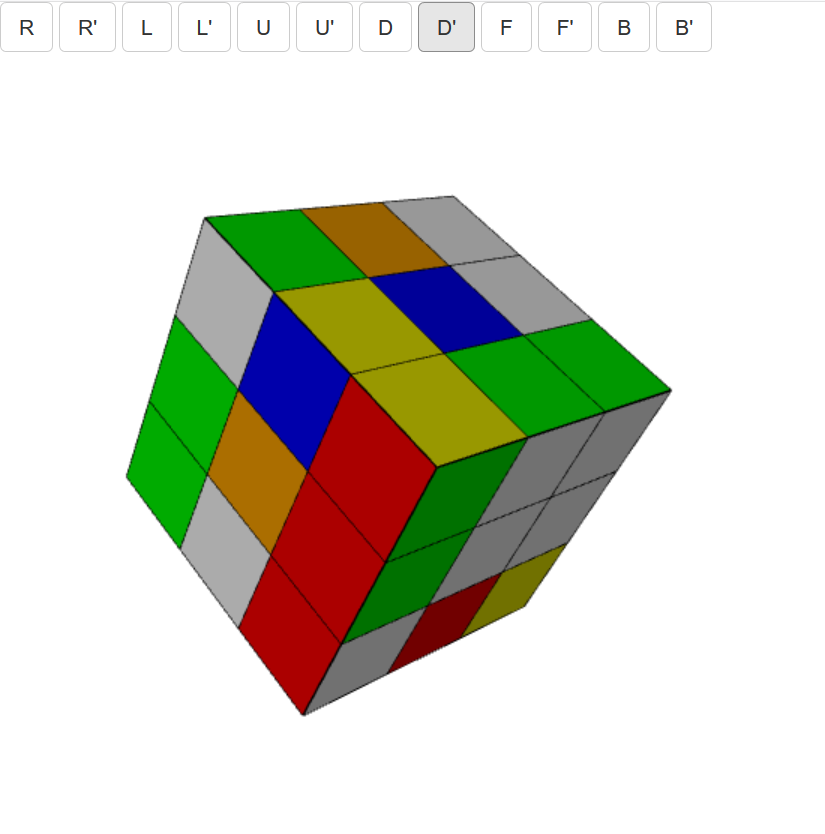 R R' L L' U U' D D' F F' B B'